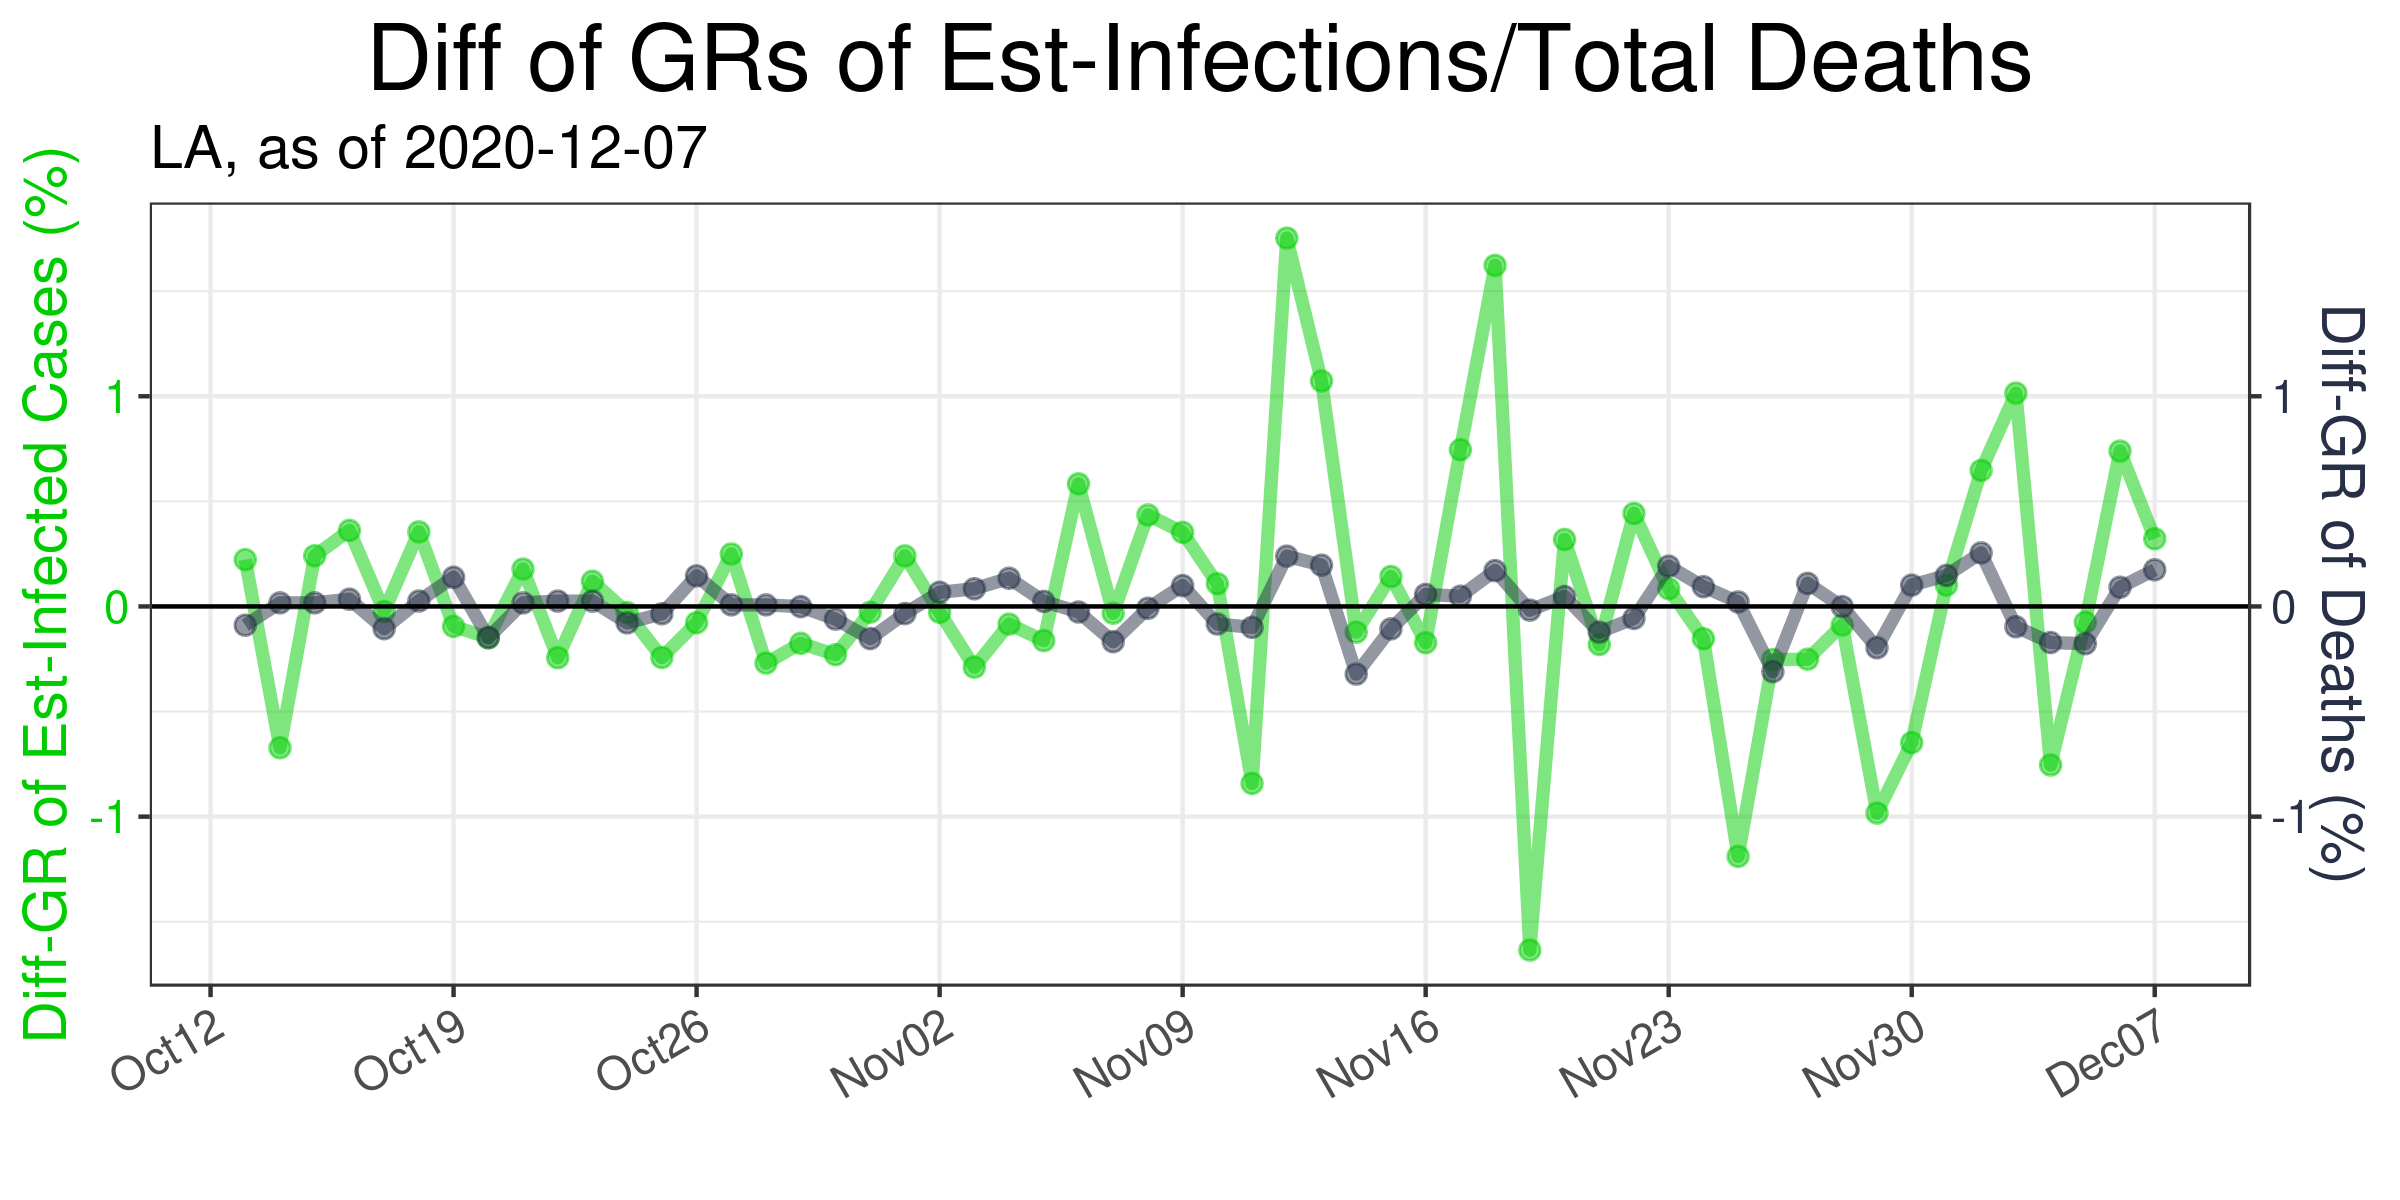 Diff of GRs of Est-Infections/Total Deaths
LA, as of 2020-12-07
Diff-GR of Est-Infected Cases (%)
1
0
-1
1
0
-1
Diff-GR of Deaths (%)
Oct12
Oct19
Oct26
Nov02
Nov09
Nov16
Nov23
Nov30
Dec07